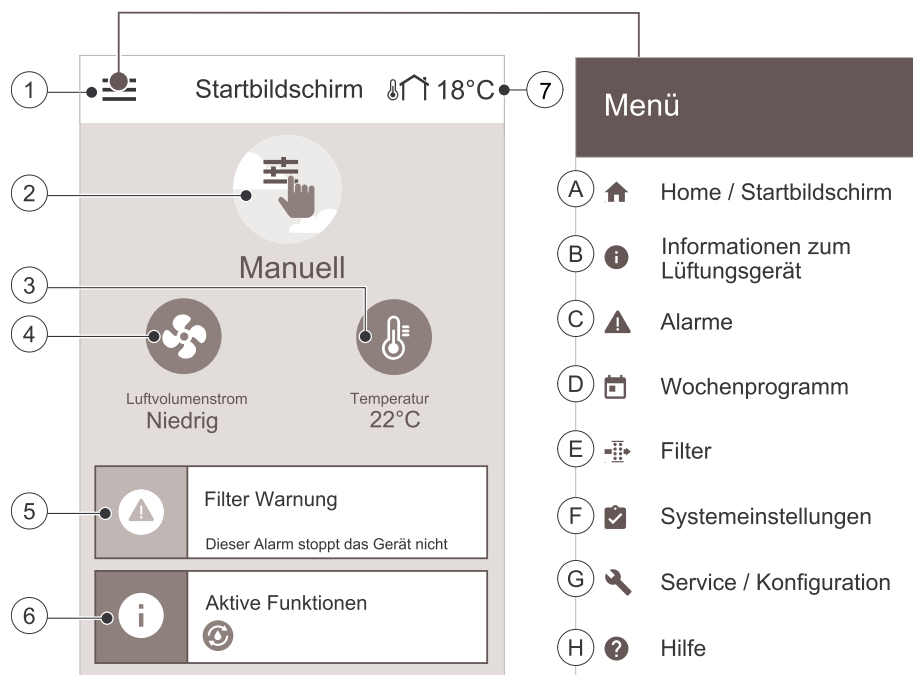 1
Startbildschirm
18°C
7
2
Manuell
3
4
Luftvolumenstrom
Niedrig
Temperatur
22°C
5
Filter Warnung
Dieser Alarm stoppt das Gerät nicht
6
Aktive Funktionen
Menü
A
Home / Startbildschirm
B
Informationen zum
Lüftungsgerät
C
Alarme
D
Wochenprogramm
E
Filter
F
Systemeinstellungen
G
Service / Konfiguration
H
Hilfe